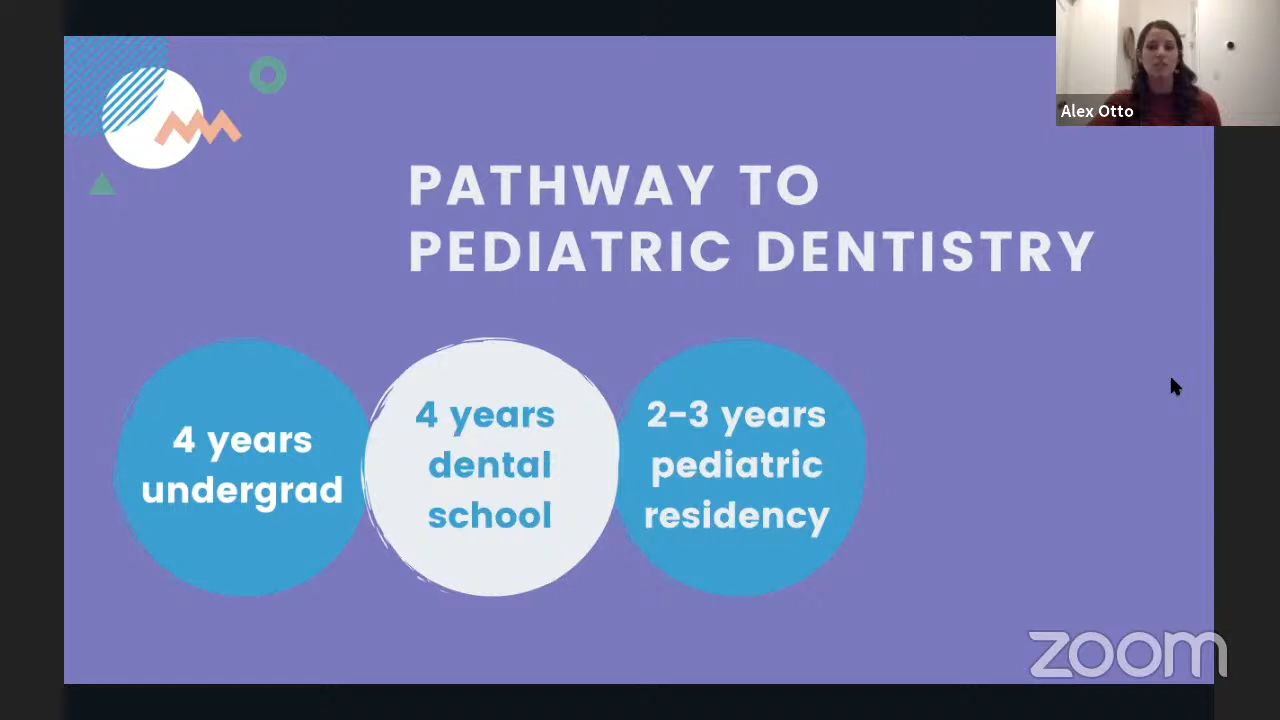 Alex Otto
PATHWAY TO
PEDIATRIC DENTISTRY
4 years
undergrad
4 years
dental
school
2-3 years
pediatric
residency
zoom